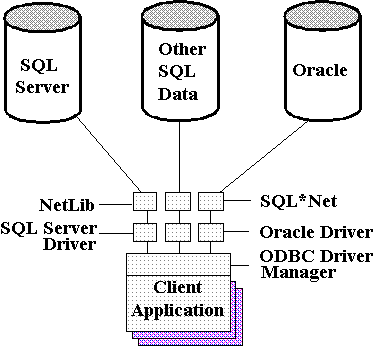 SQL
Server
Other
SQL
Data
Oracle
NetLib
SQL*Net
SQL Server
Driver
Oracle Driver
ODBC Driver
Manager
Client
Application